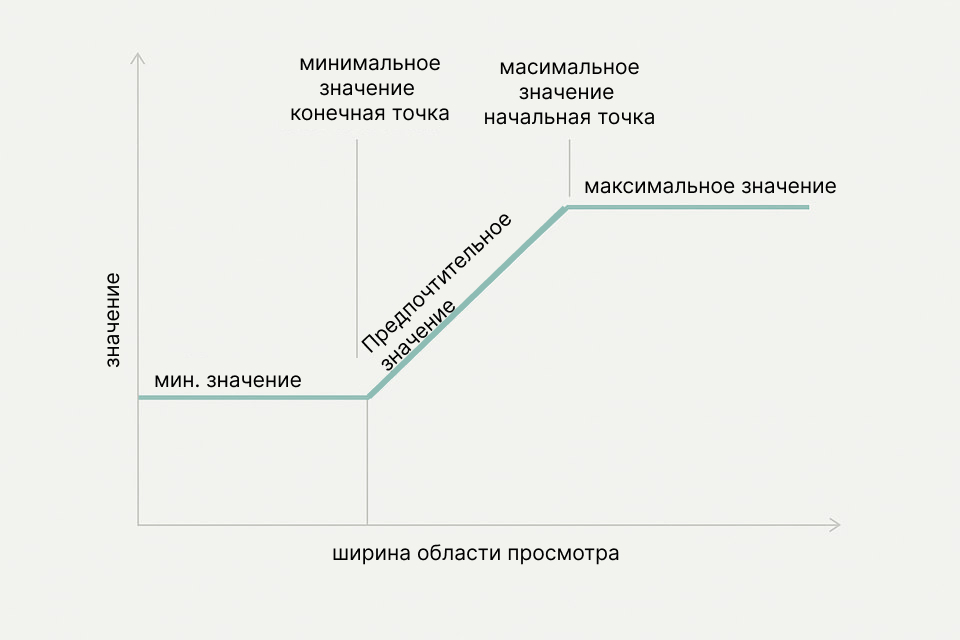 минимальное
значение
конечная точка
масимальное
значение
начальная точка
максимальное значение
Предпочтительное
значение
значение
мин. значение
ширина области просмотра